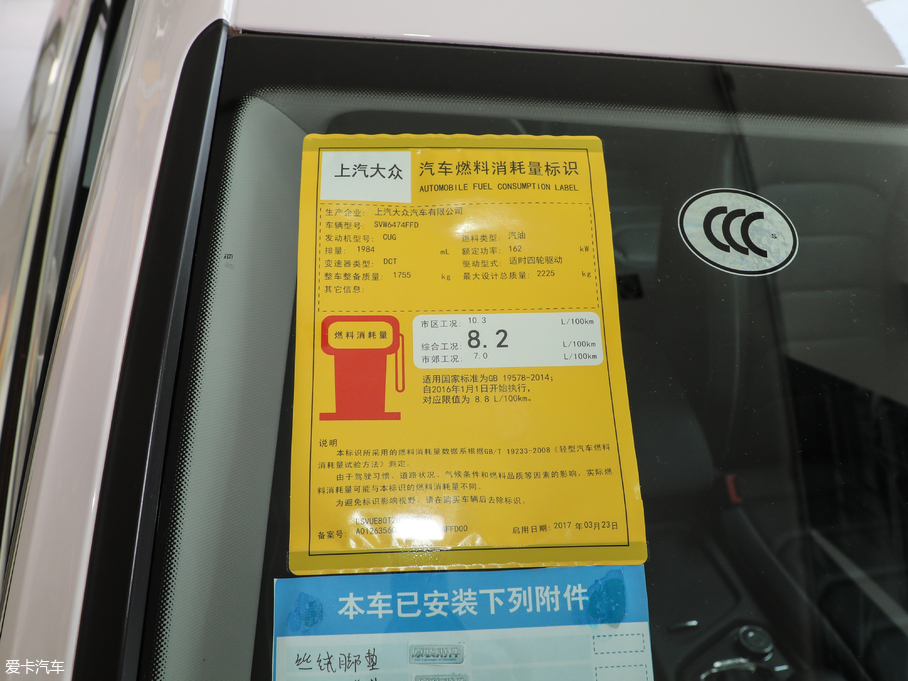 上汽大众
汽车燃料消耗量标识
AUTOMOBILE FUEL CONSUMPTION LABEL
生产企业: 上汽大众汽车有限公司
车辆型号: SVW6474FFD
发动机型号: CUG 燃料类型: 汽油
排量: 1984 mL 额定功率: 162 kW
变速器类型: DCT 驱动型式: 适时四轮驱动
整车整备质量: 1755 kg 最大设计总质量: 2225 kg
其它信息:
燃料消耗量
市区工况: 10.3 L/100km
综合工况: 8.2 L/100km
市郊工况: 7.0 L/100km
适用国家标准为GB 19578-2014;
自2016年1月1日开始执行,
对应限值为 8.8 L/100km。
说明
本标识所采用的燃料消耗量数据系根据GB/T 19233-2008《轻型汽车燃料
消耗量试验方法》测定。
由于驾驶习惯、道路状况、气候条件和燃料品质等因素的影响,实际燃
料消耗量可能与本标识的燃料消耗量不同。
为避免标识影响视野,请在购买车辆后去除标识。
备案号: 启用日期: 2017 年03月23日
CCC S
本车已安装下列附件
丝绒脚垫
爱卡汽车